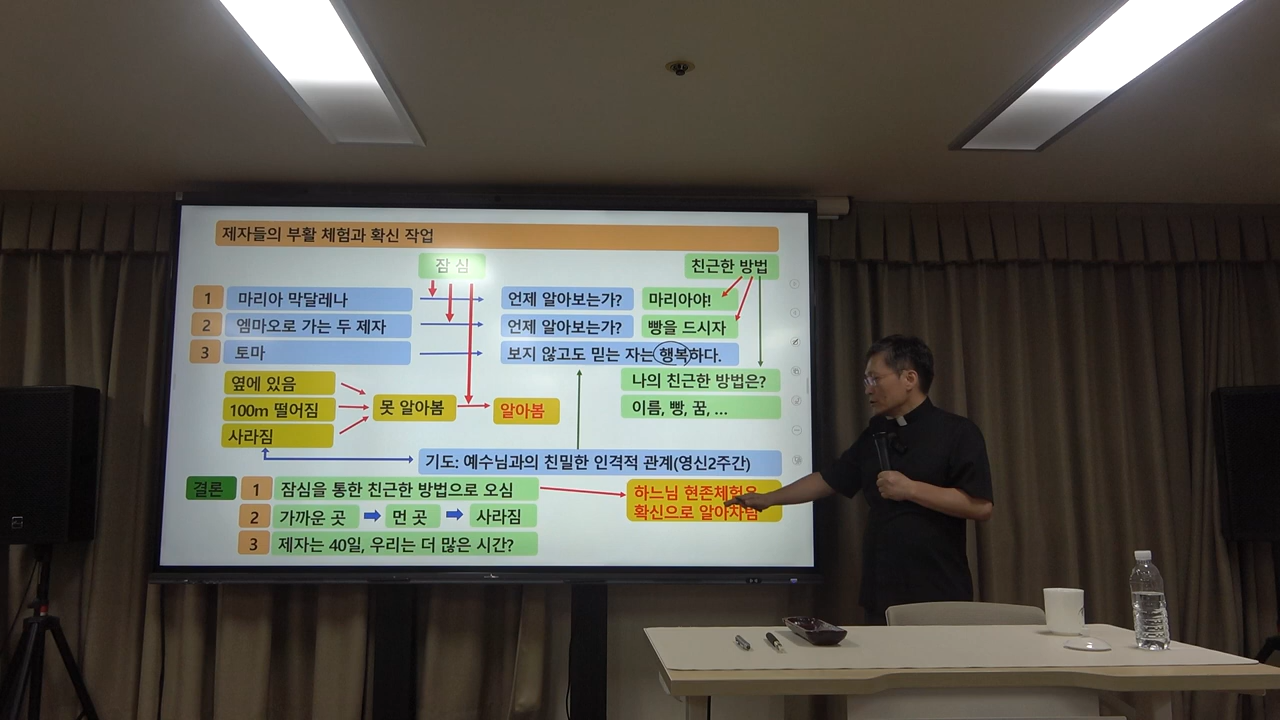 제자들의 부활 체험과 확신 작업
잠 심
친근한 방법
1 마리아 막달레나 언제 알아보는가? 마리아야!
2 엠마오로 가는 두 제자 언제 알아보는가? 빵을 드시자
3 토마 보지 않고도 믿는 자는 행복하다.
옆에 있음
100m 떨어짐
사라짐
못 알아봄
알아봄
나의 친근한 방법은?
이름, 빵, 꿈, ...
기도: 예수님과의 친밀한 인격적 관계(영신2주간)
결론
1 잠심을 통한 친근한 방법으로 오심
하느님 현존체험을
확신으로 알아차림
2 가까운 곳 먼 곳 사라짐
3 제자는 40일, 우리는 더 많은 시간?